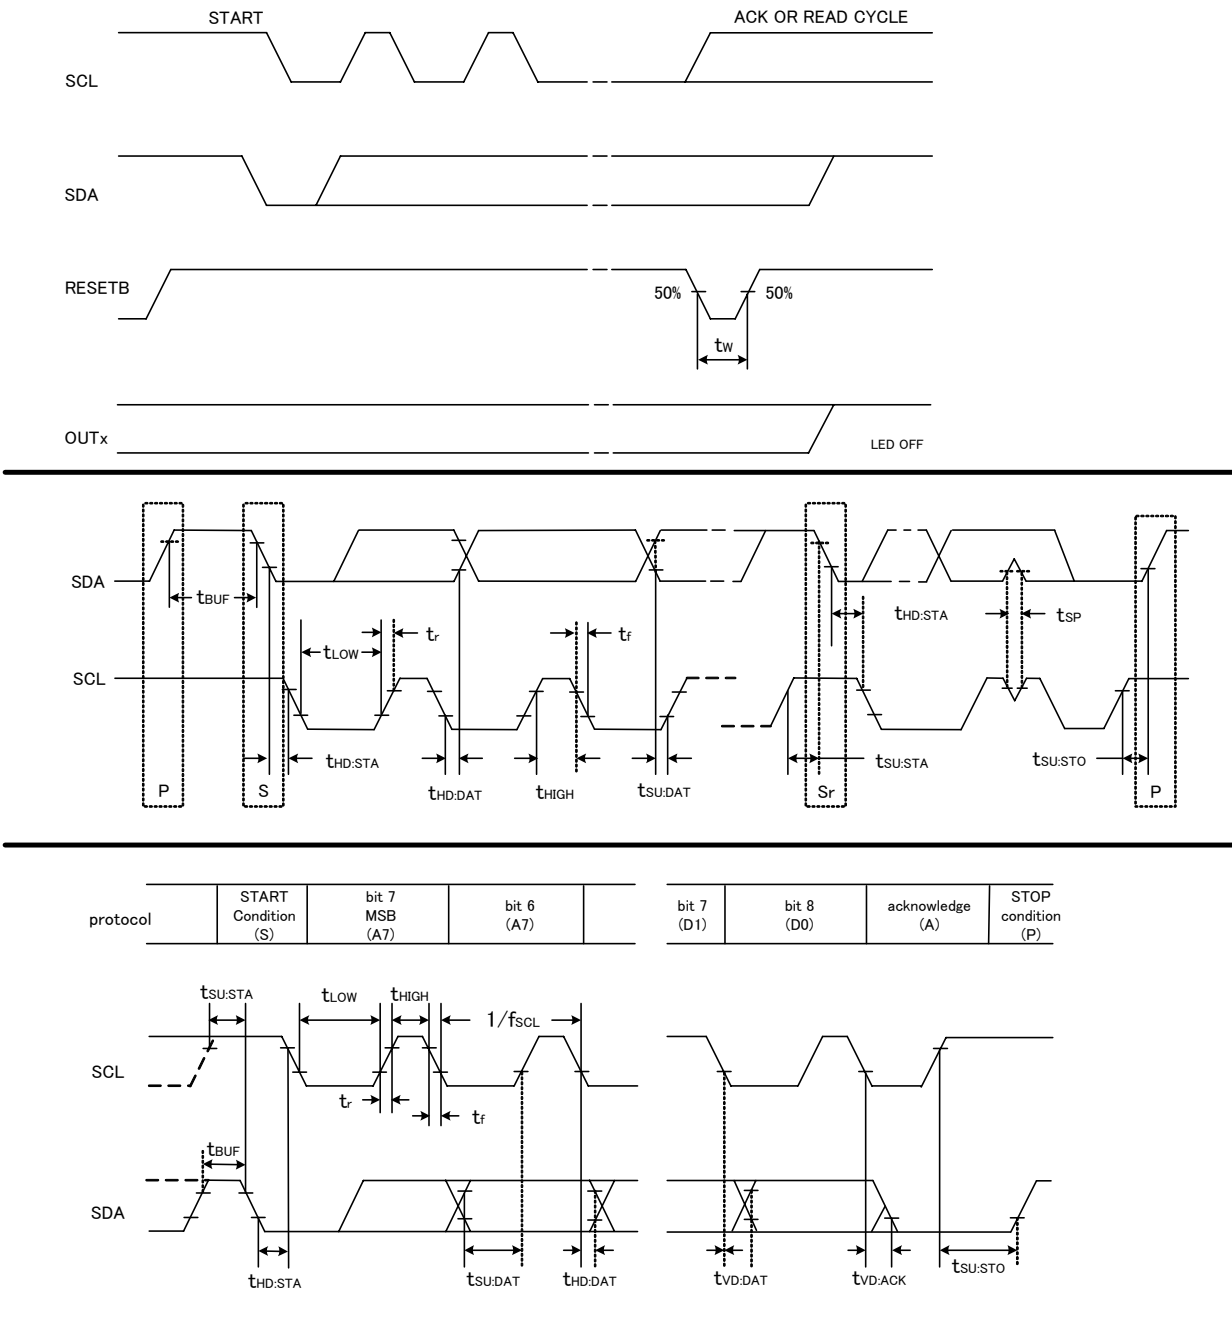 START
ACK OR READ CYCLE
SCL
SDA
RESETB
50%
50%
tW
OUTx
LED OFF
SDA
tBUF
tHD:STA
tSP
tr
tf
tLOW
SCL
tHD:STA
tSU:STA
tSU:STO
tHD:DAT
tHIGH
tSU:DAT
P
S
Sr
P
protocol
START
Condition
(S)
bit 7
MSB
(A7)
bit 6
(A7)
bit 7
(D1)
bit 8
(D0)
acknowledge
(A)
STOP
condition
(P)
tSU:STA
tLOW
tHIGH
1/fSCL
SCL
tr
tf
tBUF
SDA
tHD:STA
tSU:DAT
tHD:DAT
tVD:DAT
tVD:ACK
tSU:STO